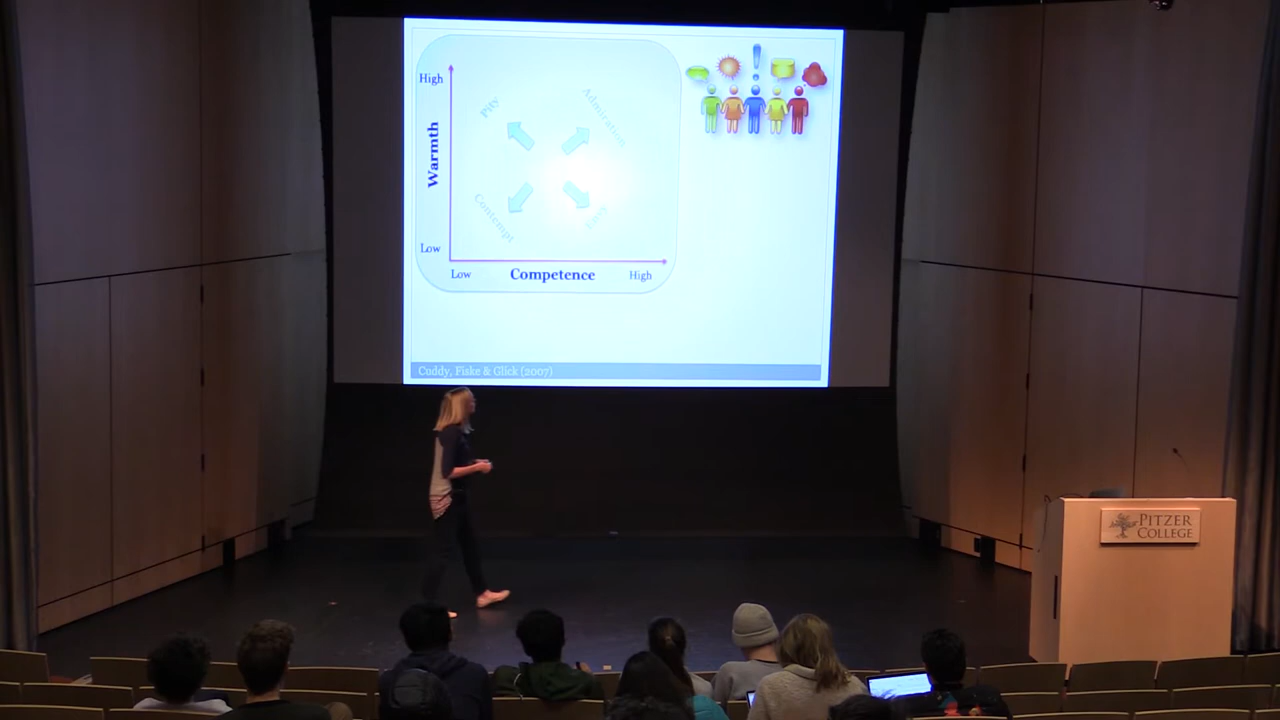 High
Warmth
Low
Pity
Admiration
Contempt
Envy
Low
Competence
High
Cuddy, Fiske & Glick (2007)
PITZER
COLLEGE